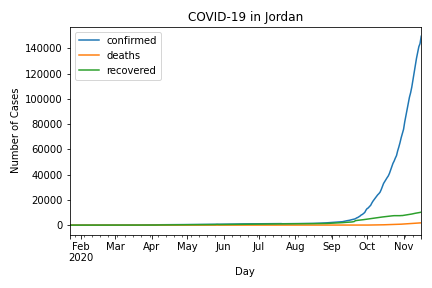 COVID-19 in Jordan
confirmed
deaths
recovered
Number of Cases
140000
120000
100000
80000
60000
40000
20000
0
Feb Mar Apr May Jun Jul Aug Sep Oct Nov
2020
Day